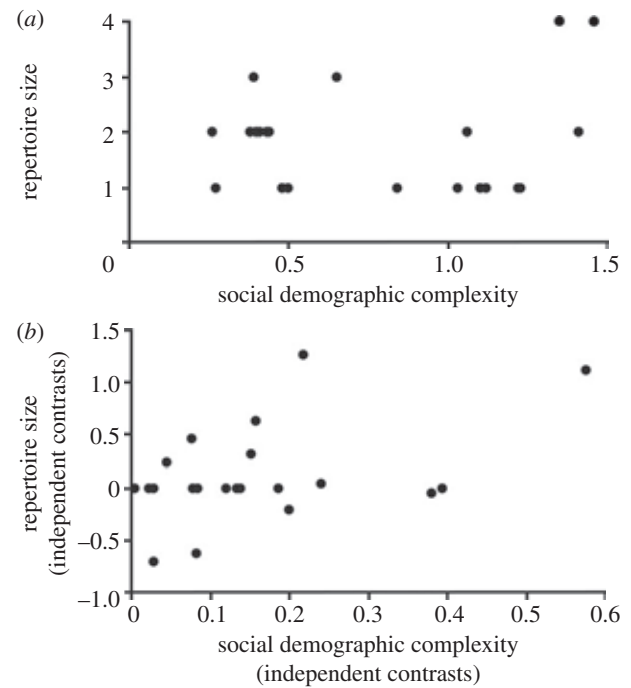 (a)
repertoire size
4
3
2
1
0 0.5 1.0 1.5
social demographic complexity
(b)
repertoire size
(independent contrasts)
1.5
1.0
0.5
0
–0.5
–1.0
0 0.1 0.2 0.3 0.4 0.5 0.6
social demographic complexity
(independent contrasts)